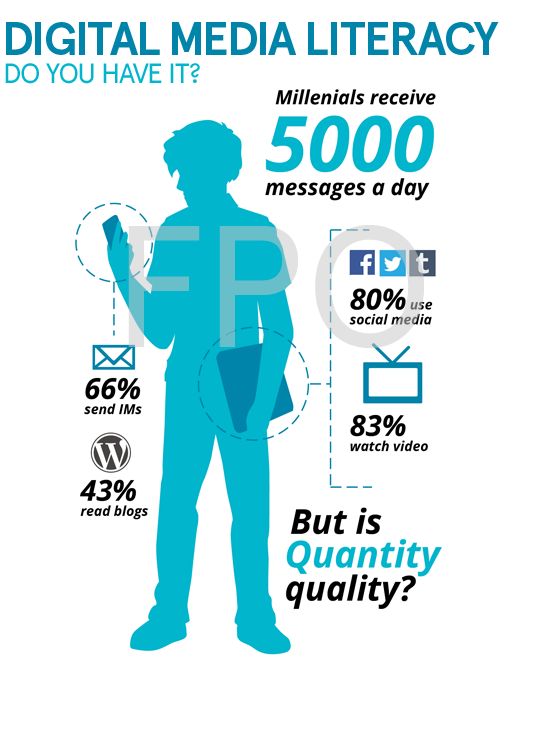 DIGITAL MEDIA LITERACY
DO YOU HAVE IT?
Millenials receive
5000
messages a day
FPO
80% use
social media
66%
send IMs
83%
watch video
43%
read blogs
But is
Quantity
quality?